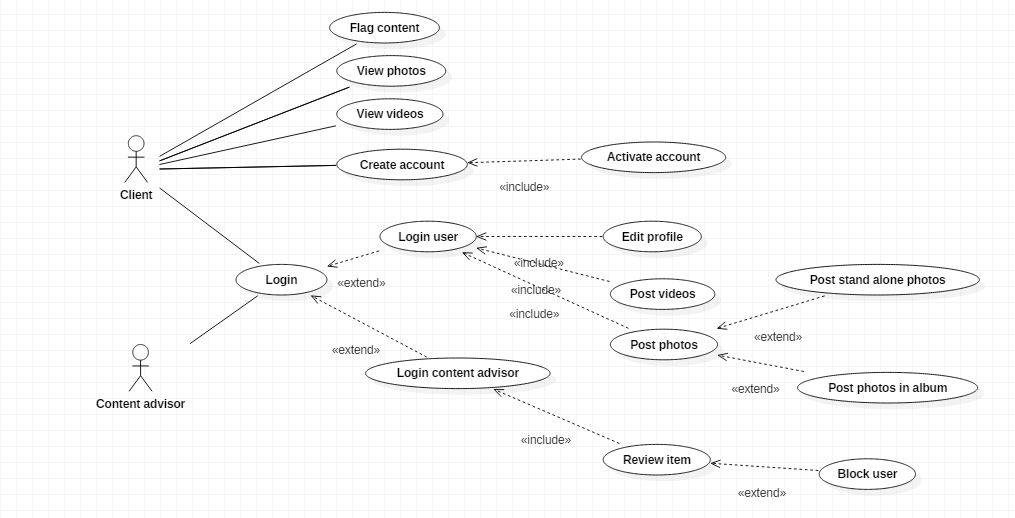 Flag content
View photos
View videos
Create account
Activate account
«include»
Client
Login user
Edit profile
«include»
Login
«extend»
Post videos
Post stand alone photos
«include»
«include»
Post photos
«extend»
«extend»
Login content advisor
«extend»
Post photos in album
Content advisor
«include»
Review item
Block user
«extend»